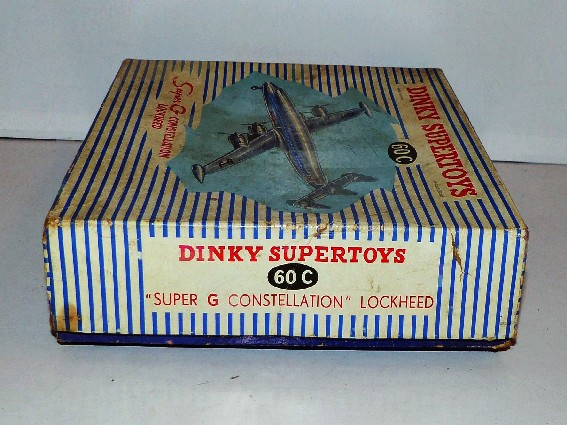 Super G CONSTELLATION
LOCKHEED
DINKY SUPERTOYS
60 C
DINKY SUPERTOYS
60 C
"SUPER G CONSTELLATION" LOCKHEED